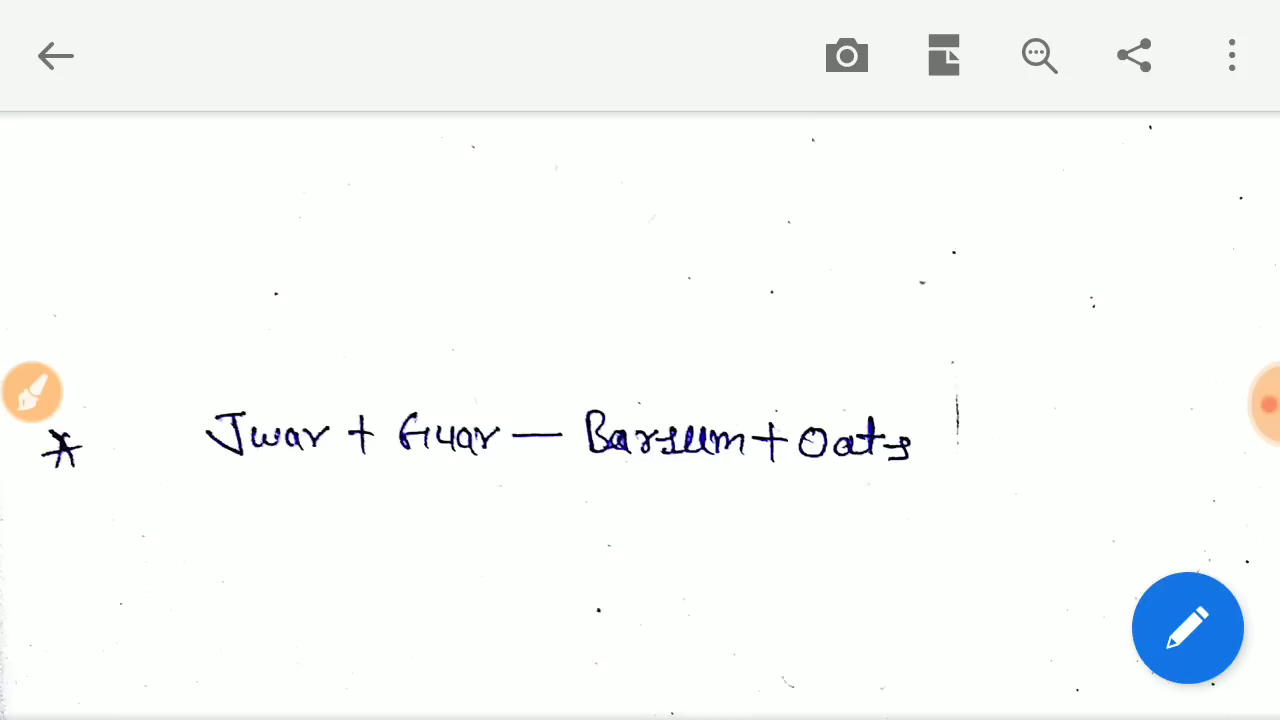 * Jwar + Guar — Barseem + Oats